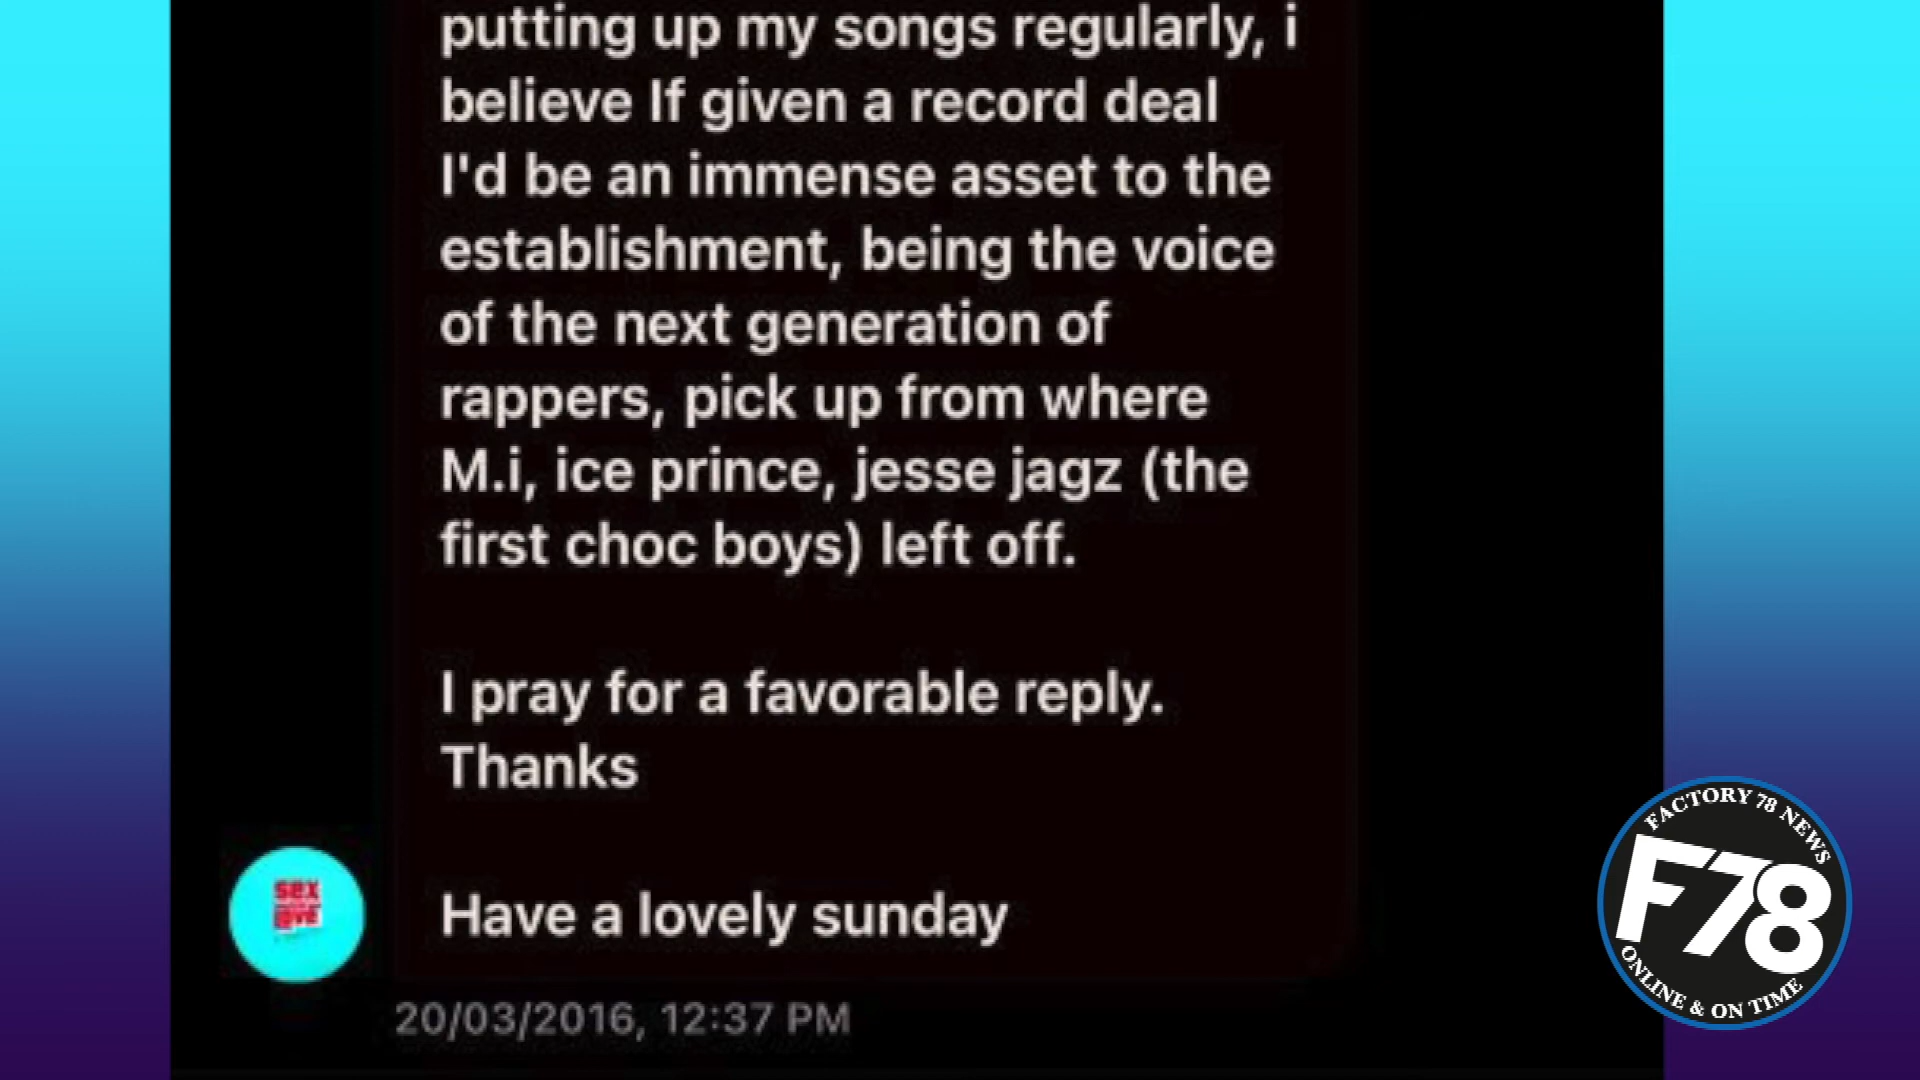 putting up my songs regularly, i
believe If given a record deal
I'd be an immense asset to the
establishment, being the voice
of the next generation of
rappers, pick up from where
M.i, ice prince, jesse jagz (the
first choc boys) left off.
I pray for a favorable reply.
Thanks
Have a lovely sunday
sex
love
20/03/2016, 12:37 PM
FACTORY 78 NEWS
F78
ONLINE & ON TIME